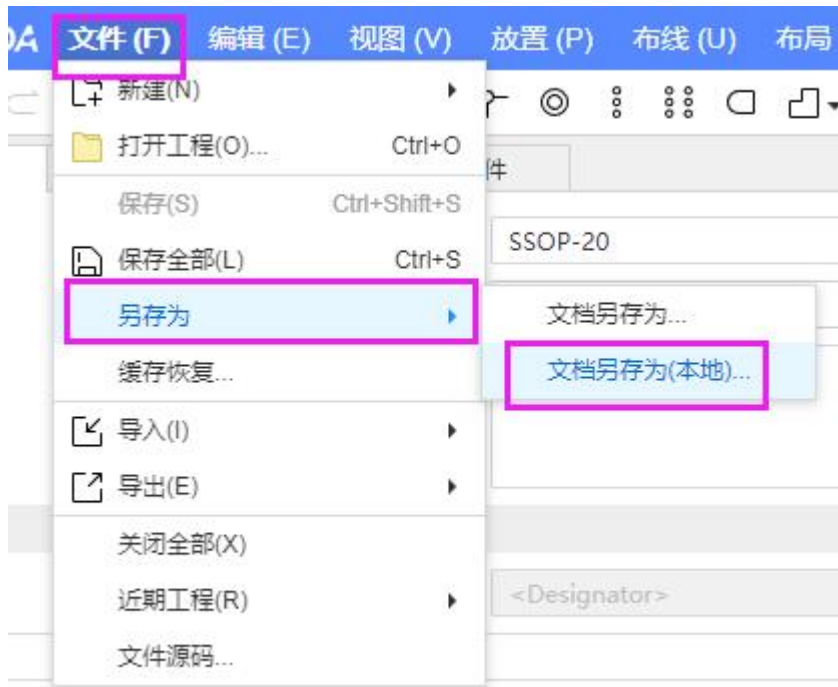 DA 文件 (F) 编辑 (E) 视图 (V) 放置 (P) 布线 (U) 布局
新建(N)
打开工程(O)... Ctrl+O
件
保存(S) Ctrl+Shift+S
SSOP-20
保存全部(L) Ctrl+S
另存为
文档另存为...
缓存恢复...
文档另存为(本地)...
导入(I)
导出(E)
关闭全部(X)
近期工程(R)
<Designator>
文件源码...